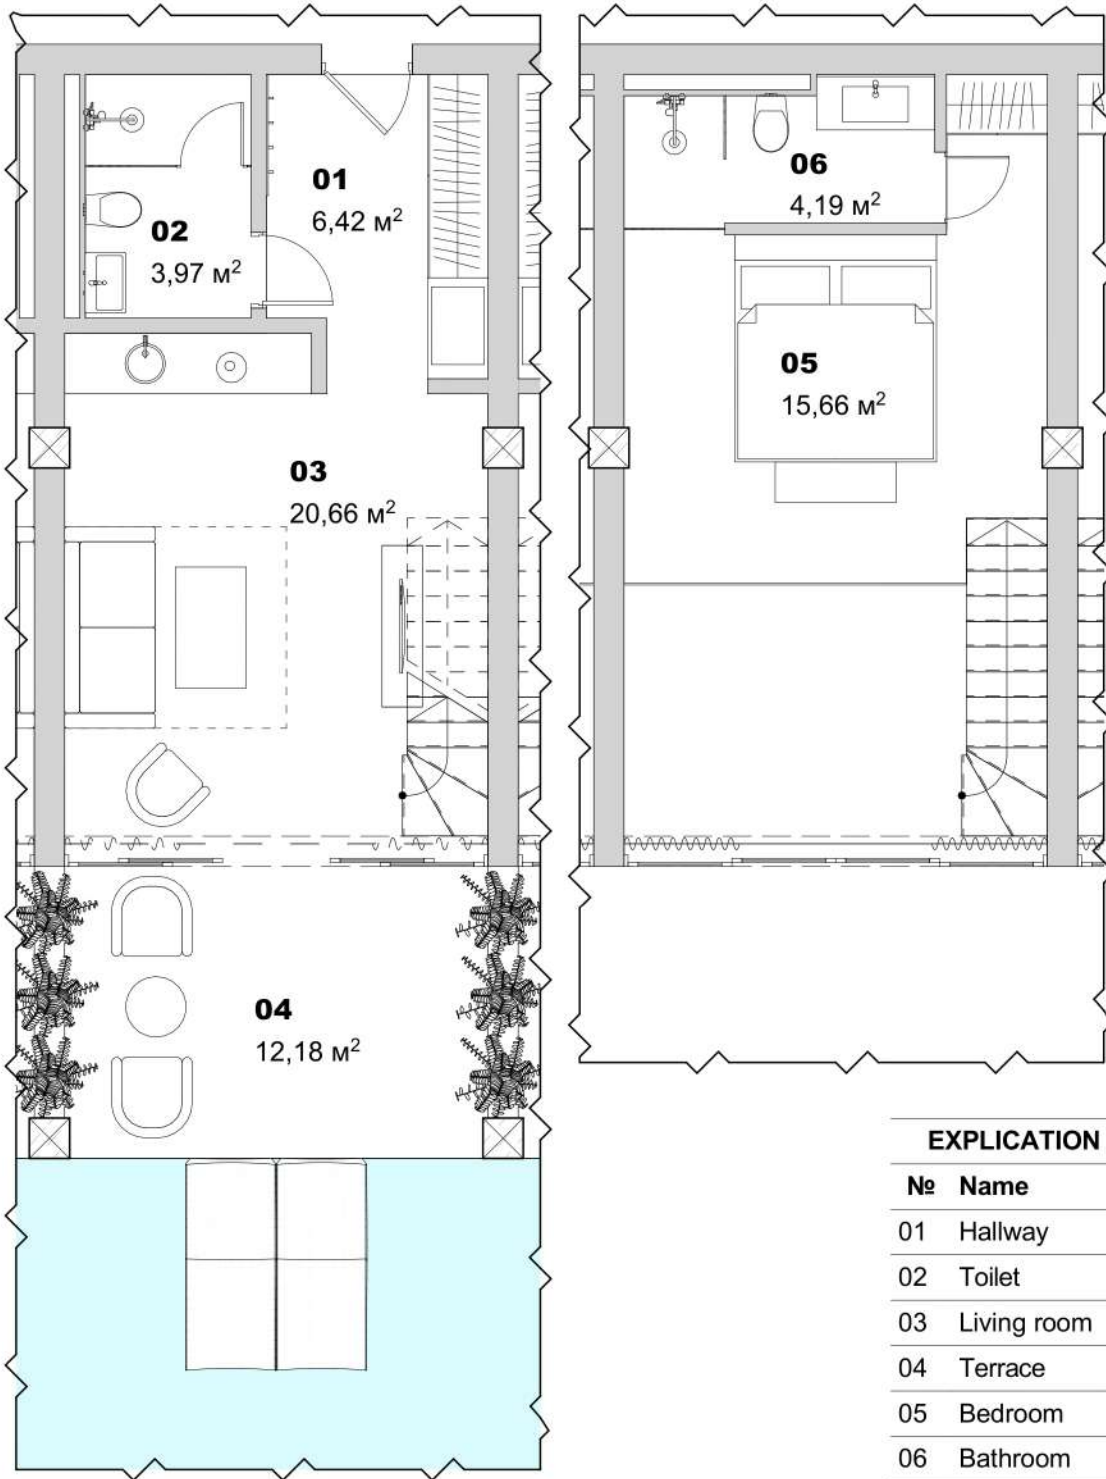 01
6,42 м²
02
3,97 м²
03
20,66 м²
04
12,18 м²
06
4,19 м²
05
15,66 м²
EXPLICATION
№ Name
01 Hallway
02 Toilet
03 Living room
04 Terrace
05 Bedroom
06 Bathroom